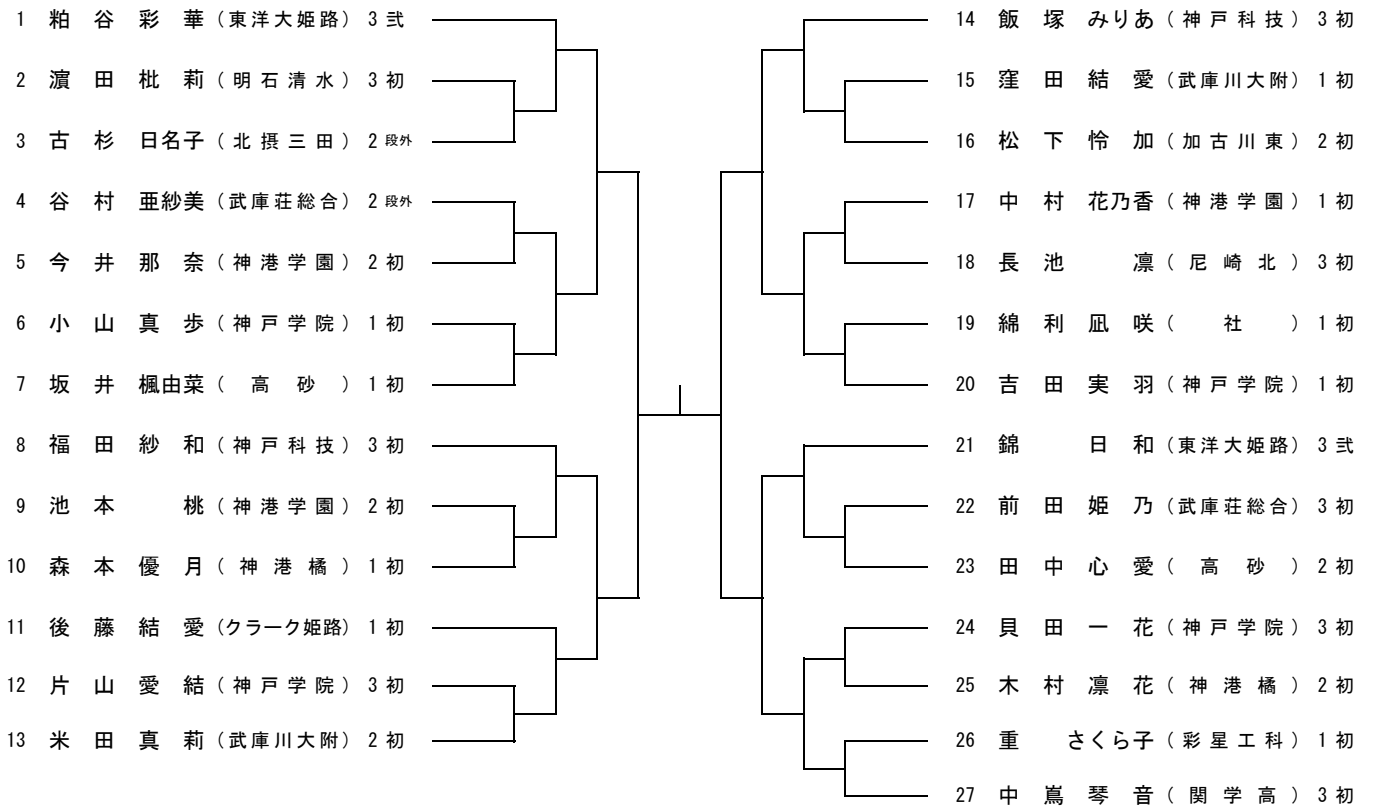 1 粕谷彩華(東洋大姫路) 3 弐
2 濵田枇莉(明石清水) 3 初
3 古杉日名子(北摂三田) 2 段外
4 谷村亜紗美(武庫荘総合) 2 段外
5 今井那奈(神港学園) 2 初
6 小山真歩(神戸学院) 1 初
7 坂井楓由菜(高砂) 1 初
8 福田紗和(神戸科技) 3 初
9 池本桃(神港学園) 2 初
10 森本優月(神港橘) 1 初
11 後藤結愛(クラーク姫路) 1 初
12 片山愛結(神戸学院) 3 初
13 米田真莉(武庫川大附) 2 初
14 飯塚みりあ(神戸科技) 3 初
15 窪田結愛(武庫川大附) 1 初
16 松下怜加(加古川東) 2 初
17 中村花乃香(神港学園) 1 初
18 長池凛(尼崎北) 3 初
19 綿利凪咲(社) 1 初
20 吉田実羽(神戸学院) 1 初
21 錦日和(東洋大姫路) 3 弐
22 前田姫乃(武庫荘総合) 3 初
23 田中心愛(高砂) 2 初
24 貝田一花(神戸学院) 3 初
25 木村凛花(神港橘) 2 初
26 重さくら子(彩星工科) 1 初
27 中嶌琴音(関学高) 3 初